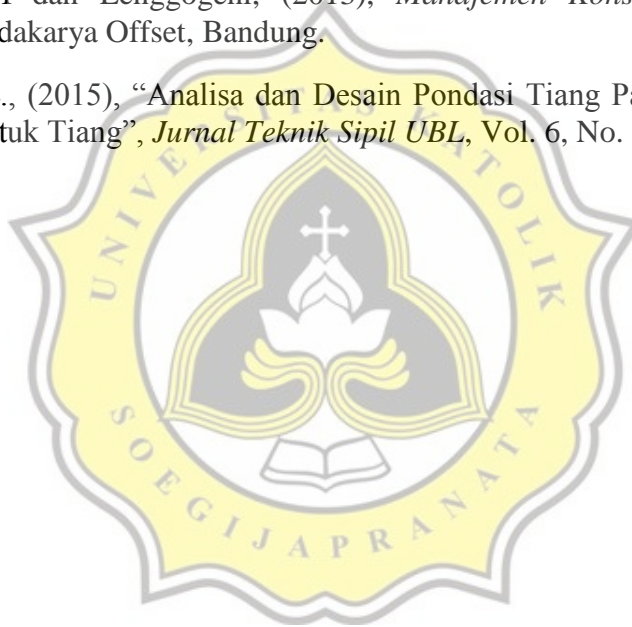 dan Lenggogeni, (2013), Manajemen Kons
dakarya Offset, Bandung.
., (2015), “Analisa dan Desain Pondasi Tiang Pa
tuk Tiang”, Jurnal Teknik Sipil UBL, Vol. 6, No.
UNIVERSITAS KATOLIK
SOEGIJAPRANATA